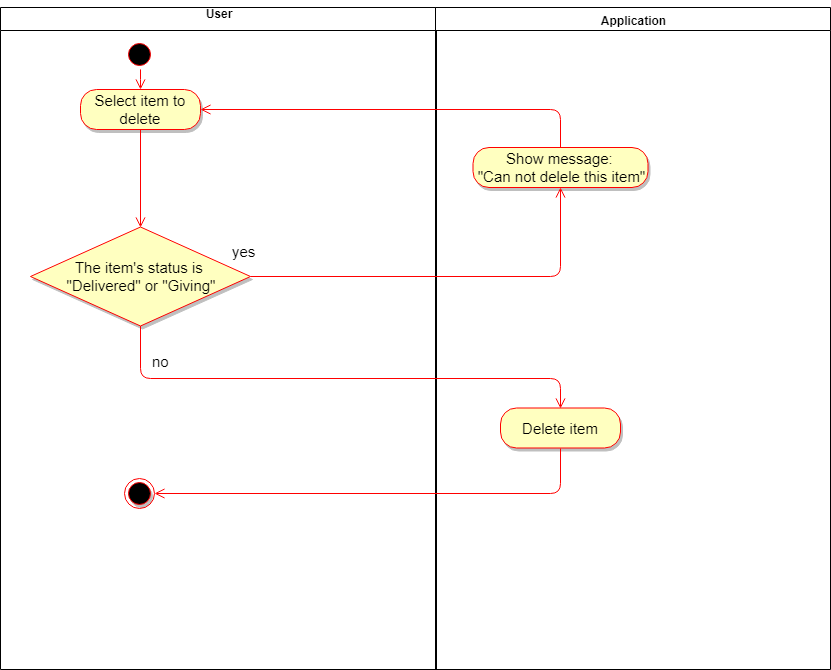 User
Application
Select item to
delete
Show message:
"Can not delele this item"
yes
The item's status is
"Delivered" or "Giving"
no
Delete item